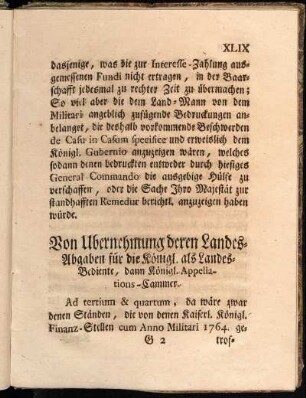 XLIX
dasjenige, was die zur Interesse-Zahlung aus-
gemessenen Fundi nicht ertragen, in der Baar-
schafft jedesmal zu rechter Zeit zu übermachen;
So viel aber die dem Land-Mann von dem
Militari angeblich zufügende Bedruckungen an-
belanget, die deshalb vorkommende Beschwerden
de Casu in Casum specifice und erweislich dem
Königl. Gubernio anzuzeigen wären, welches
sodann denen bedruckten entweder durch hiesiges
General Commando die ausgebige Hülfe zu
verschaffen, oder die Sache Ihro Majestät zur
standhafften Remedur berichtl. anzuzeigen haben
würde.
Von Ubernehmung deren Landes-
Abgaben für die Königl. als Landes-
Bediente, dann Königl. Appella-
tions-Cammer.
Ad tertium & quartum, da wäre zwar
denen Ständen, die von denen Kaiserl. Königl.
Finanz-Stellen cum Anno Militari 1764. ge-
G 2
trof-